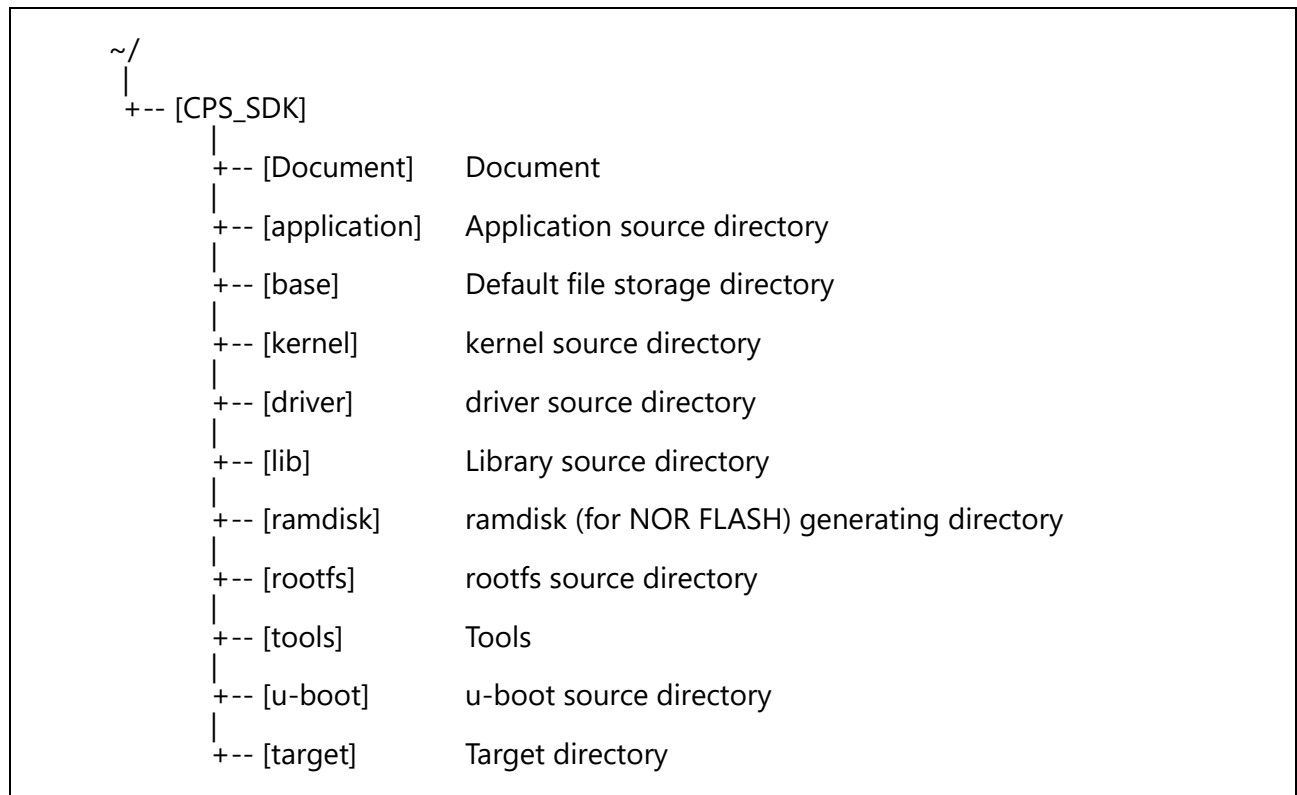 ~/
|
+-- [CPS_SDK]
|
+-- [Document] Document
|
+-- [application] Application source directory
|
+-- [base] Default file storage directory
|
+-- [kernel] kernel source directory
|
+-- [driver] driver source directory
|
+-- [lib] Library source directory
|
+-- [ramdisk] ramdisk (for NOR FLASH) generating directory
|
+-- [rootfs] rootfs source directory
|
+-- [tools] Tools
|
+-- [u-boot] u-boot source directory
|
+-- [target] Target directory